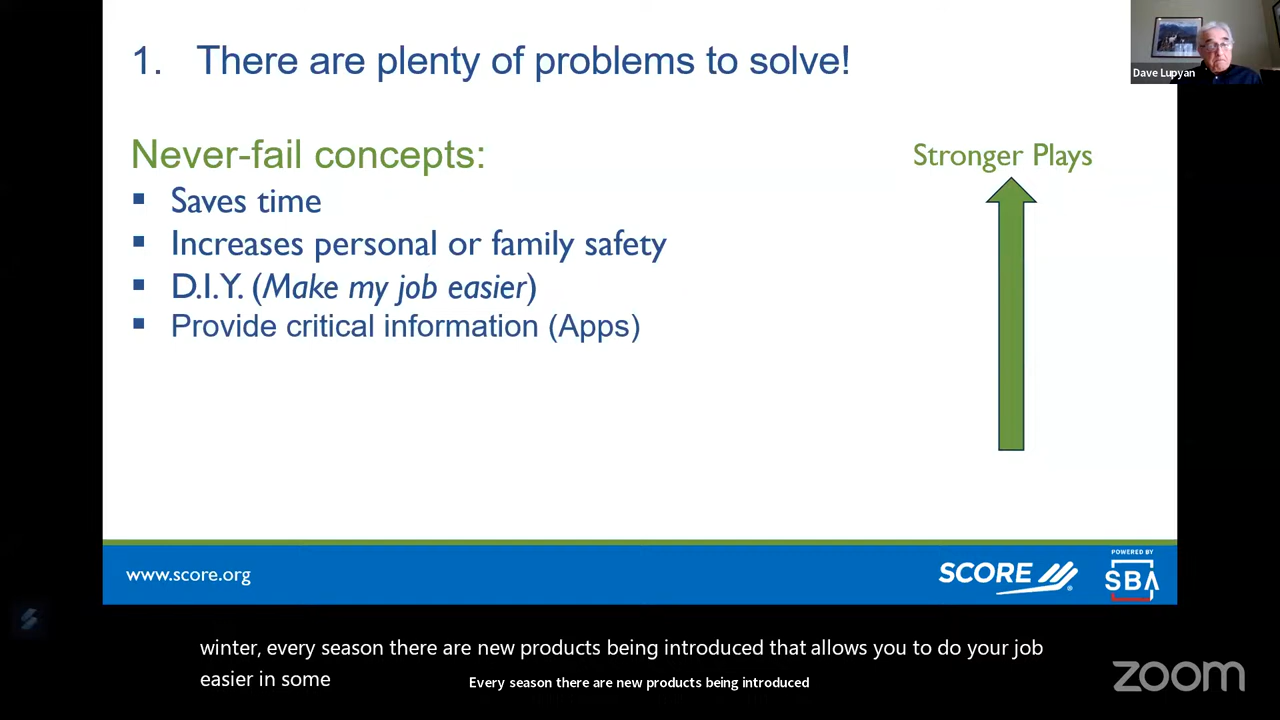 1. There are plenty of problems to solve!
Dave Lupyan
Never-fail concepts:
Stronger Plays
▪ Saves time
▪ Increases personal or family safety
▪ D.I.Y. (Make my job easier)
▪ Provide critical information (Apps)
www.score.org
SCORE
POWERED BY
SBA
winter, every season there are new products being introduced that allows you to do your job
easier in some
Every season there are new products being introduced
zoom